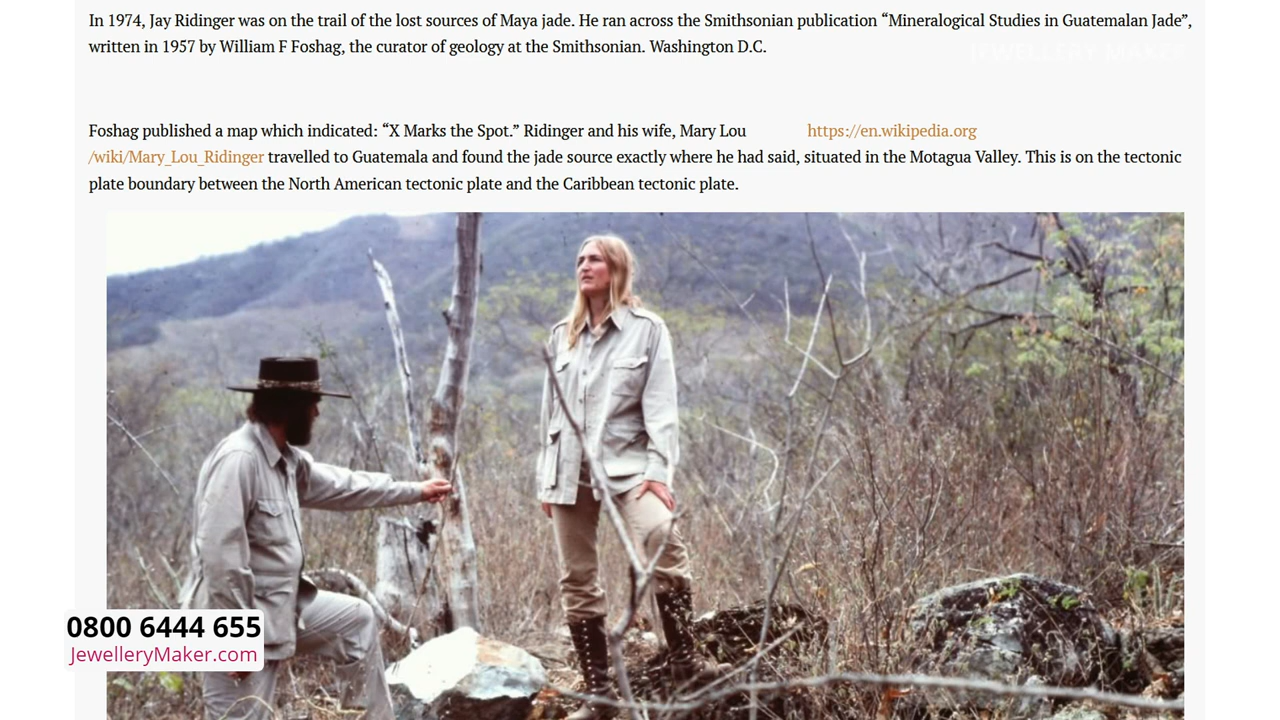 In 1974, Jay Ridinger was on the trail of the lost sources of Maya jade. He ran across the Smithsonian publication “Mineralogical Studies in Guatemalan Jade”,
written in 1957 by William F Foshag, the curator of geology at the Smithsonian. Washington D.C.
JEWELLERY MAKER
Foshag published a map which indicated: “X Marks the Spot.” Ridinger and his wife, Mary Lou https://en.wikipedia.org
/wiki/Mary_Lou_Ridinger travelled to Guatemala and found the jade source exactly where he had said, situated in the Motagua Valley. This is on the tectonic
plate boundary between the North American tectonic plate and the Caribbean tectonic plate.
0800 6444 655
JewelleryMaker.com